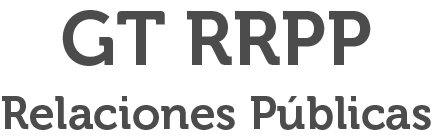 GT RRPP
Relaciones Públicas